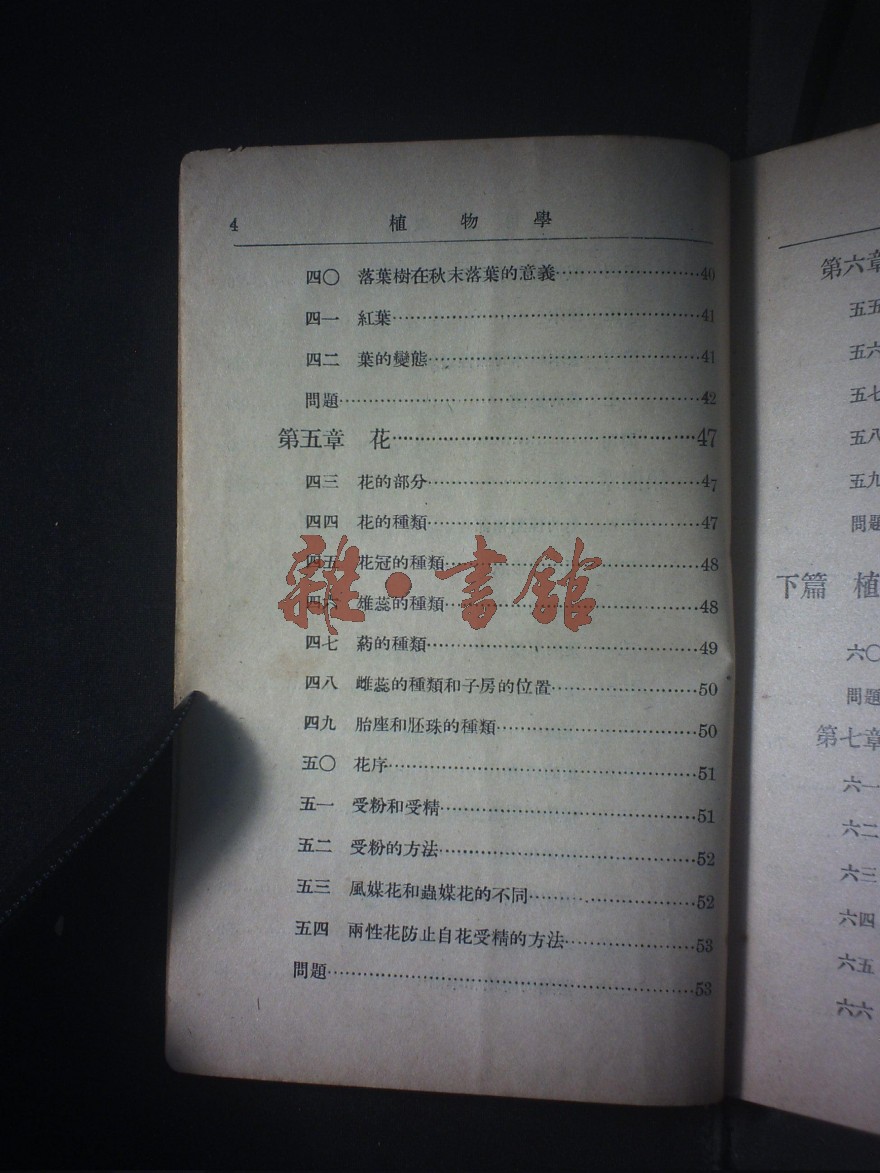 4 植物學
四〇 落葉樹在秋末落葉的意義……40
四一 紅葉……41
四二 葉的變態……41
問題……42
第五章 花……47
四三 花的部分……47
四四 花的種類……47
四五 花冠的種類……48
四六 雄蕊的種類……48
四七 葯的種類……49
四八 雌蕊的種類和子房的位置……50
四九 胎座和胚珠的種類……50
五〇 花序……51
五一 受粉和受精……51
五二 受粉的方法……52
五三 風媒花和蟲媒花的不同……52
五四 兩性花防止自花受精的方法……53
問題……53
雜·書館
第六章
五五
五六
五七
五八
五九
問題
下篇 植
六〇
問題
第七章
六一
六二
六三
六四
六五
六六